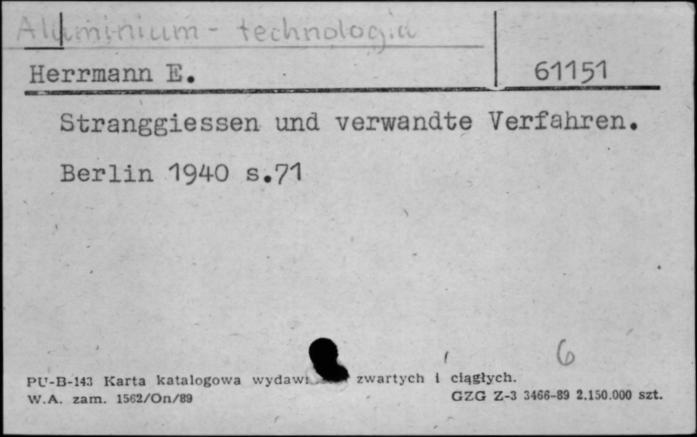 Aluminium - technologia
Herrmann E. 61151
Stranggiessen und verwandte Verfahren.
Berlin 1940 s.71
6
PU-B-143 Karta katalogowa wydawn zwartych i ciągłych.
W.A. zam. 1562/On/89 GZG Z-3 3466-89 2.150.000 szt.